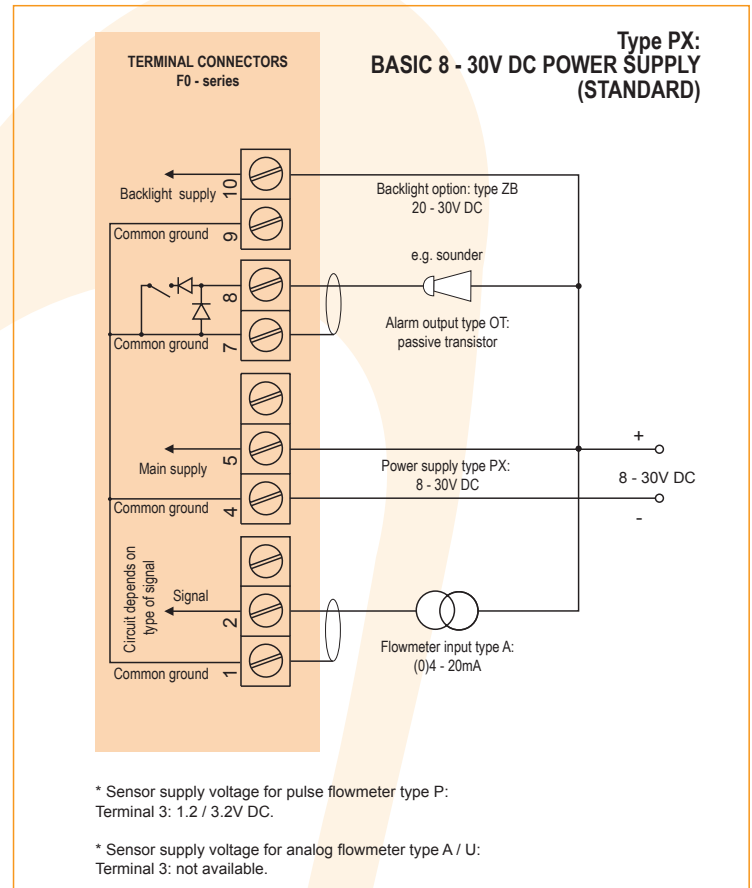 Type PX:
BASIC 8 - 30V DC POWER SUPPLY
(STANDARD)
TERMINAL CONNECTORS
F0 - series
10
Backlight supply
Backlight option: type ZB
20 - 30V DC
9
Common ground
e.g. sounder
8
Alarm output type OT:
passive transistor
7
Common ground
5
Main supply
Power supply type PX:
8 - 30V DC
+
8 - 30V DC
-
4
Common ground
Circuit depends on
type of signal
Signal
2
Flowmeter input type A:
(0)4 - 20mA
1
Common ground
* Sensor supply voltage for pulse flowmeter type P:
Terminal 3: 1.2 / 3.2V DC.
* Sensor supply voltage for analog flowmeter type A / U:
Terminal 3: not available.